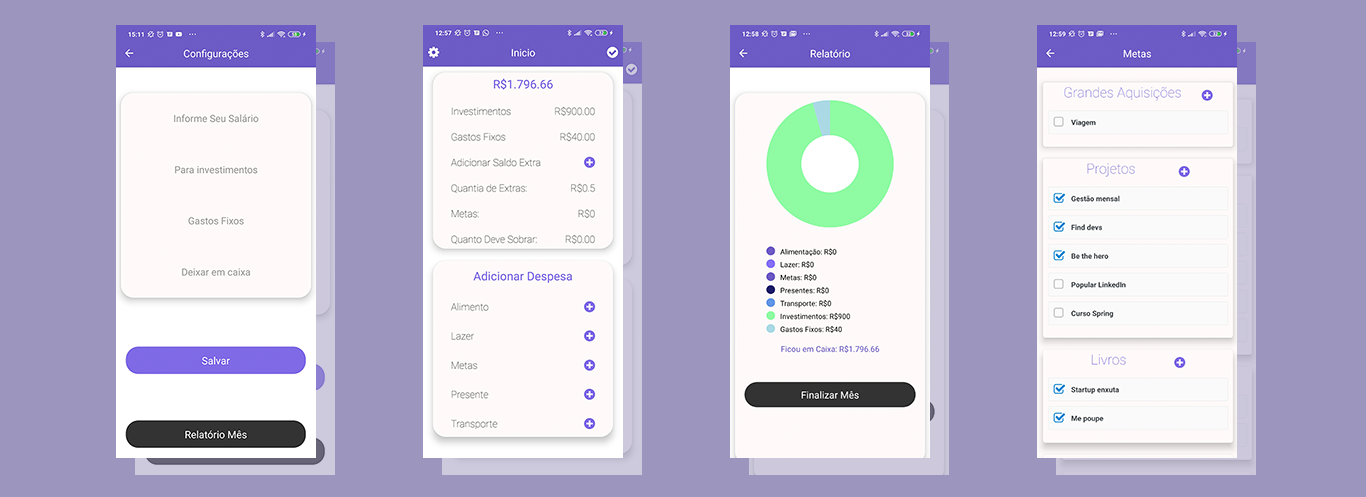 15:11
Configurações
Informe Seu Salário
Para investimentos
Gastos Fixos
Deixar em caixa
Salvar
Relatório Mês
12:57
Inicio
R$1.796.66
Investimentos R$900.00
Gastos Fixos R$40.00
Adicionar Saldo Extra
Quantia de Extras: R$0.5
Metas: R$0
Quanto Deve Sobrar: R$0.00
Adicionar Despesa
Alimento
Lazer
Metas
Presente
Transporte
12:58
Relatório
Alimentação: R$0
Lazer: R$0
Metas: R$0
Presentes: R$0
Transporte: R$0
Investimentos: R$900
Gastos Fixos: R$40
Ficou em Caixa: R$1.796.66
Finalizar Mês
12:59
Metas
Grandes Aquisições
Viagem
Projetos
Gestão mensal
Find devs
Be the hero
Popular LinkedIn
Curso Spring
Livros
Startup enxuta
Me poupe